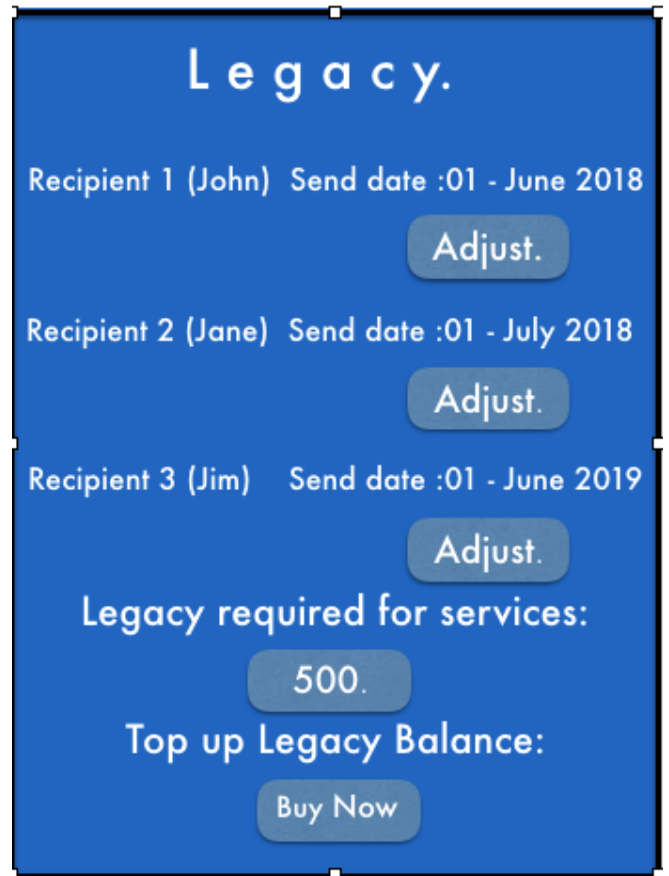 L e g a c y.
Recipient 1 (John) Send date :01 - June 2018
Adjust.
Recipient 2 (Jane) Send date :01 - July 2018
Adjust.
Recipient 3 (Jim) Send date :01 - June 2019
Adjust.
Legacy required for services:
500.
Top up Legacy Balance:
Buy Now